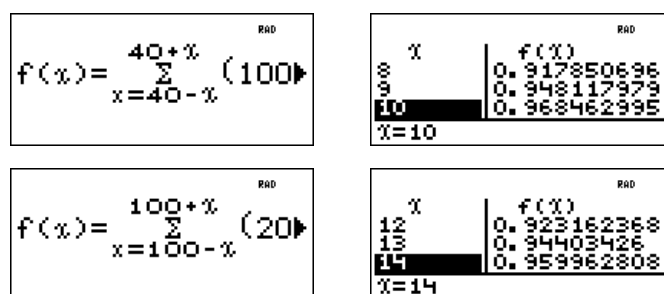 RAD
40+x
f(x)= Σ (100▶
x=40-x
RAD
x f(x)
8 0.917850696
9 0.948117979
10 0.968462995
x=10
RAD
100+x
f(x)= Σ (20▶
x=100-x
RAD
x f(x)
12 0.923162368
13 0.94403426
14 0.959962808
x=14